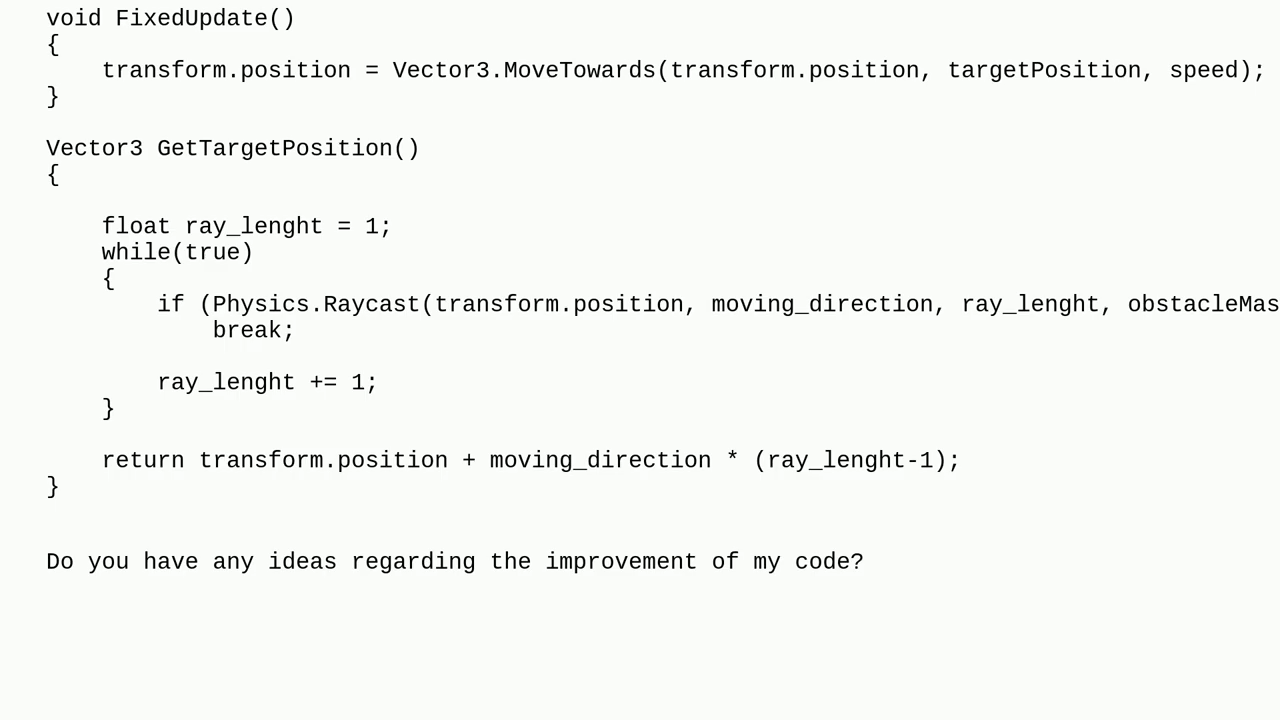 void FixedUpdate()
{
    transform.position = Vector3.MoveTowards(transform.position, targetPosition, speed);
}
Vector3 GetTargetPosition()
{
    float ray_lenght = 1;
    while(true)
    {
        if (Physics.Raycast(transform.position, moving_direction, ray_lenght, obstacleMas
            break;
        ray_lenght += 1;
    }
    return transform.position + moving_direction * (ray_lenght-1);
}
Do you have any ideas regarding the improvement of my code?